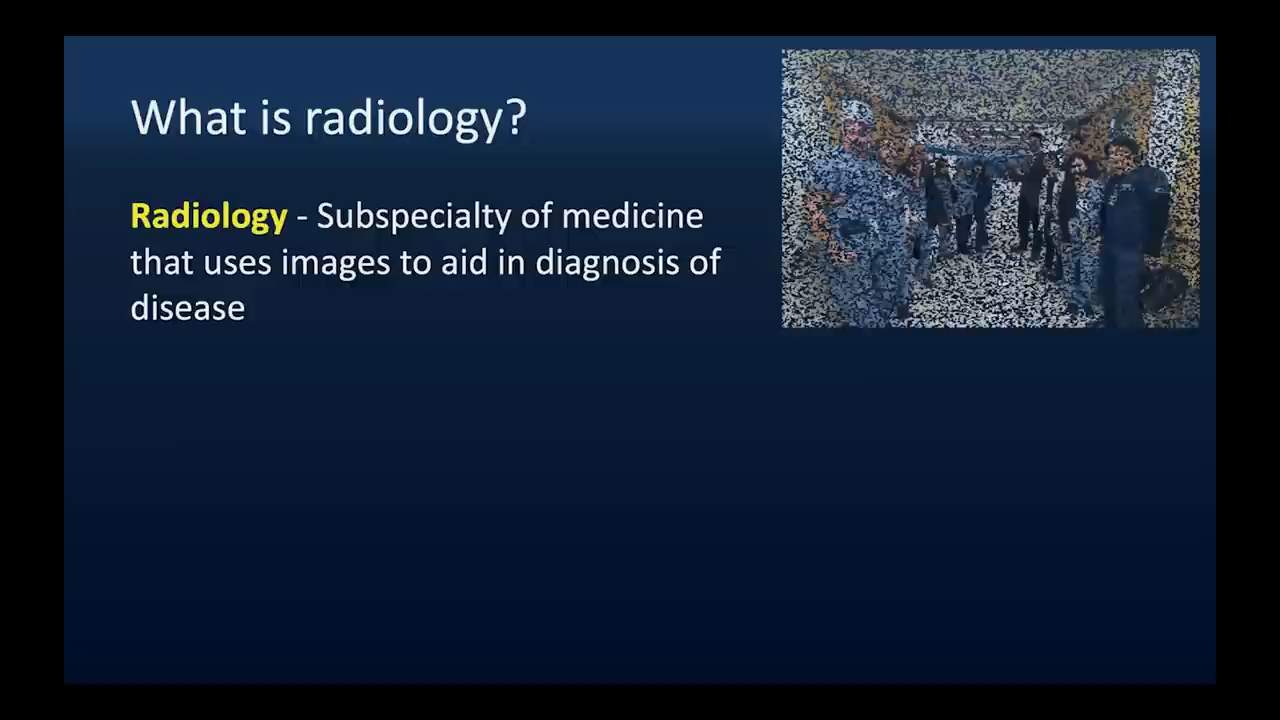 What is radiology?
Radiology - Subspecialty of medicine
that uses images to aid in diagnosis of
disease